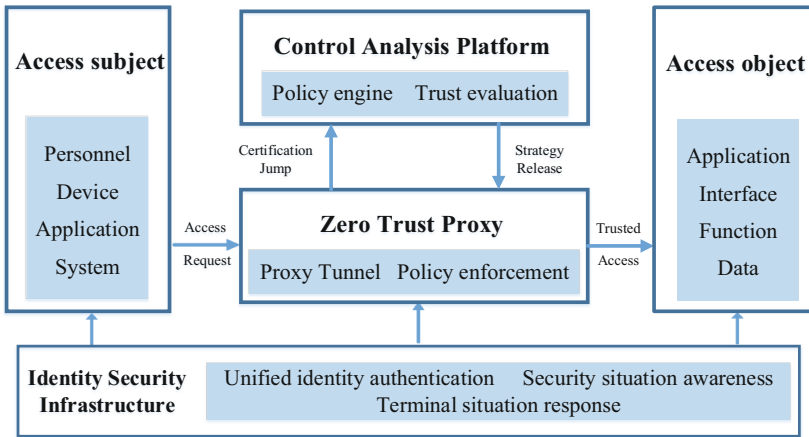 Access subject
Personnel
Device
Application
System
Control Analysis Platform
Policy engine Trust evaluation
Certification
Jump
Strategy
Release
Access
Request
Zero Trust Proxy
Proxy Tunnel Policy enforcement
Trusted
Access
Access object
Application
Interface
Function
Data
Identity Security
Infrastructure
Unified identity authentication Security situation awareness
Terminal situation response